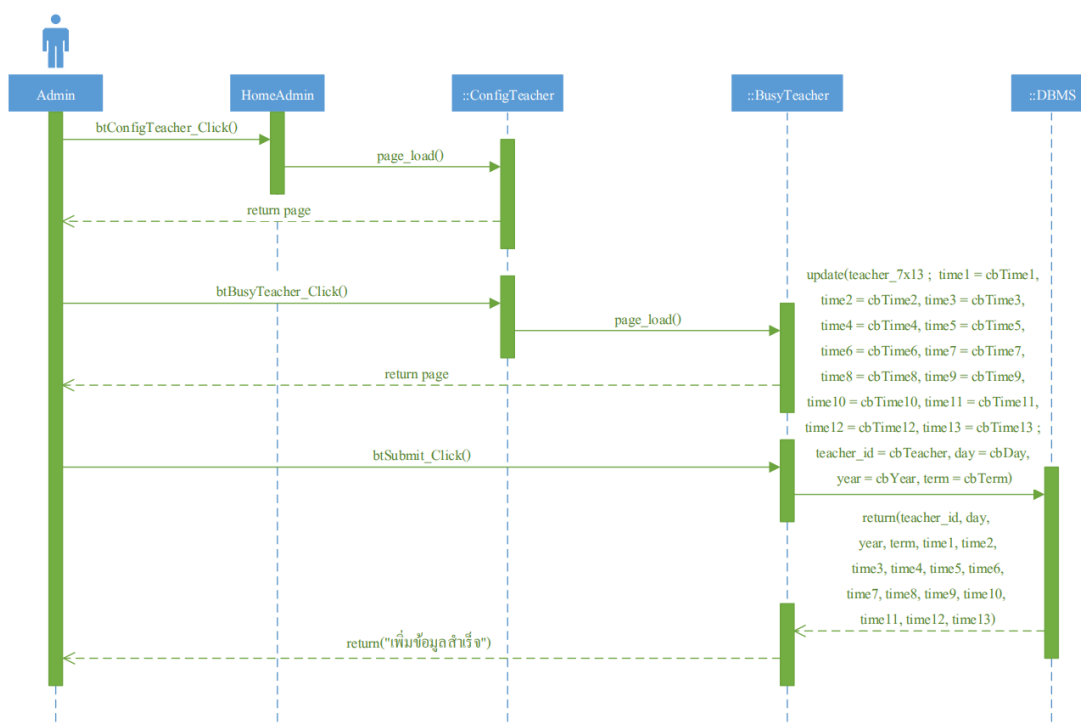 Admin
HomeAdmin
::ConfigTeacher
::BusyTeacher
::DBMS
btConfigTeacher_Click()
page_load()
return page
btBusyTeacher_Click()
page_load()
return page
update(teacher_7x13 ; time1 = cbTime1,
time2 = cbTime2, time3 = cbTime3,
time4 = cbTime4, time5 = cbTime5,
time6 = cbTime6, time7 = cbTime7,
time8 = cbTime8, time9 = cbTime9,
time10 = cbTime10, time11 = cbTime11,
time12 = cbTime12, time13 = cbTime13 ;
teacher_id = cbTeacher, day = cbDay,
year = cbYear, term = cbTerm)
btSubmit_Click()
return(teacher_id, day,
year, term, time1, time2,
time3, time4, time5, time6,
time7, time8, time9, time10,
time11, time12, time13)
return("เพิ่มข้อมูลสำเร็จ")